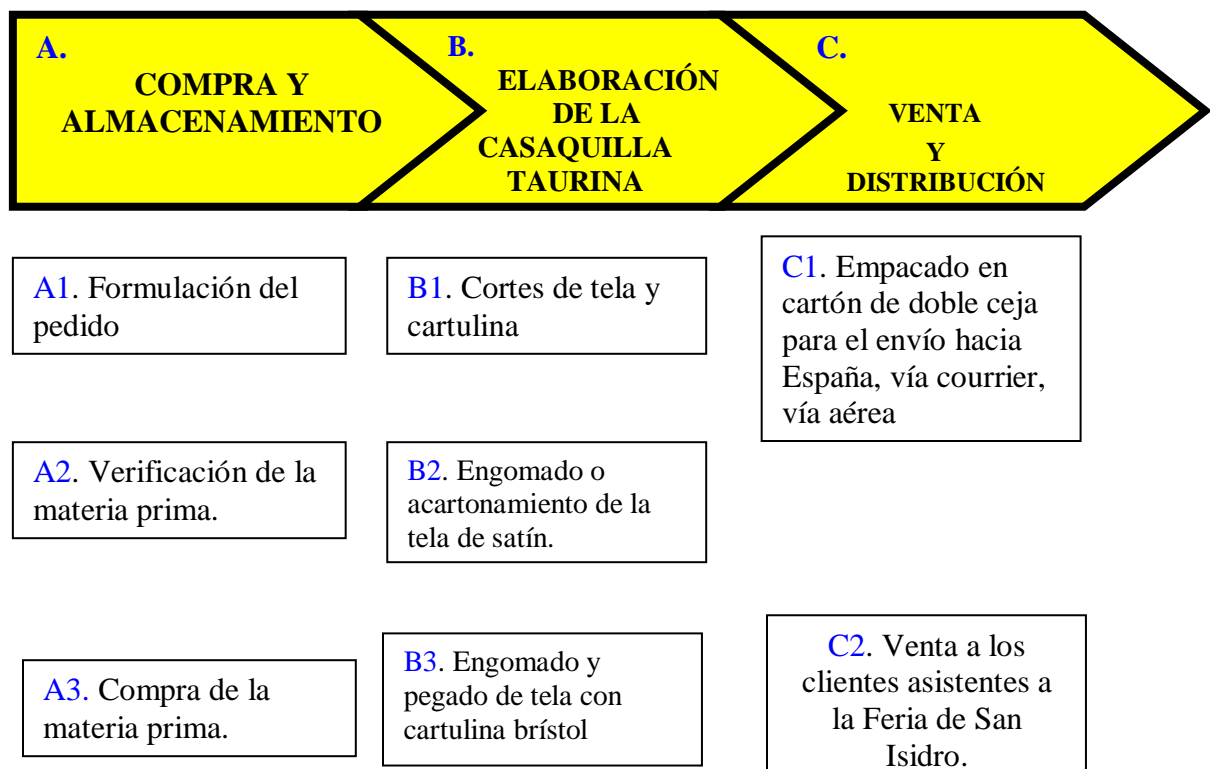 A.
COMPRA Y
ALMACENAMIENTO
B.
ELABORACIÓN
DE LA
CASAQUILLA
TAURINA
C.
VENTA
Y
DISTRIBUCIÓN
A1. Formulación del
pedido
B1. Cortes de tela y
cartulina
C1. Empacado en
cartón de doble ceja
para el envío hacia
España, vía courrier,
vía aérea
A2. Verificación de la
materia prima.
B2. Engomado o
acartonamiento de la
tela de satín.
A3. Compra de la
materia prima.
B3. Engomado y
pegado de tela con
cartulina brístol
C2. Venta a los
clientes asistentes a
la Feria de San
Isidro.